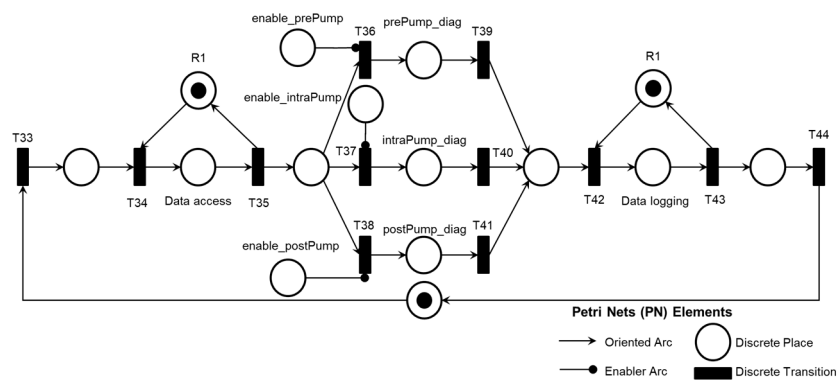 enable_prePump
T36
prePump_diag
T39
R1
R1
enable_intraPump
T33
T37
intraPump_diag
T40
T44
T34
Data access
T35
T42
Data logging
T43
T38
postPump_diag
T41
enable_postPump
Petri Nets (PN) Elements
Oriented Arc
Discrete Place
Enabler Arc
Discrete Transition